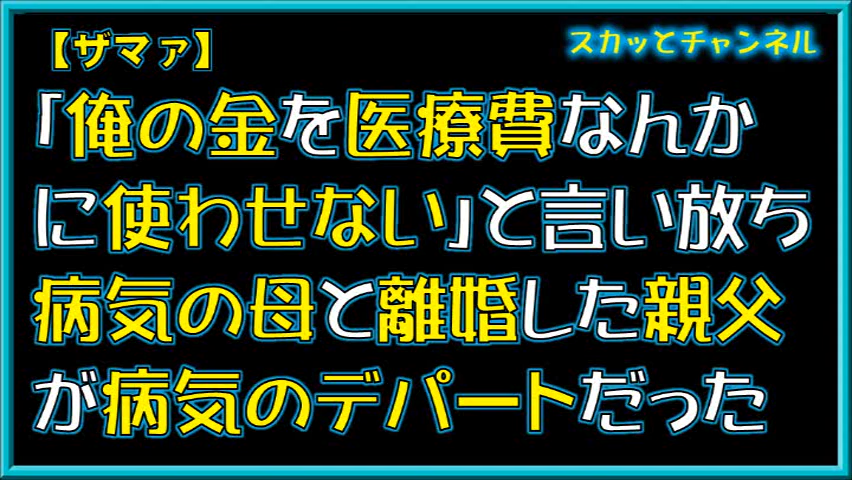 【ザマァ】
スカッとチャンネル
「俺の金を医療費なんか
に使わせない」と言い放ち
病気の母と離婚した親父
が病気のデパートだった